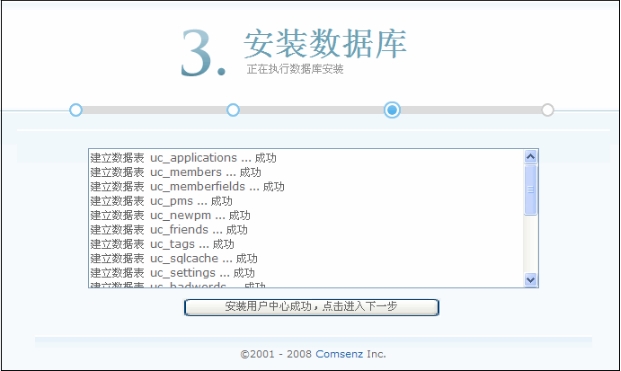 3.
安装数据库
正在执行数据库安装
建立数据表 uc_applications ... 成功
建立数据表 uc_members ... 成功
建立数据表 uc_memberfields ... 成功
建立数据表 uc_pms ... 成功
建立数据表 uc_newpm ... 成功
建立数据表 uc_friends ... 成功
建立数据表 uc_tags ... 成功
建立数据表 uc_sqlcache ... 成功
建立数据表 uc_settings ... 成功
建立数据表 uc_badwords ... 成功
安装用户中心成功，点击进入下一步
©2001 - 2008 Comsenz Inc.